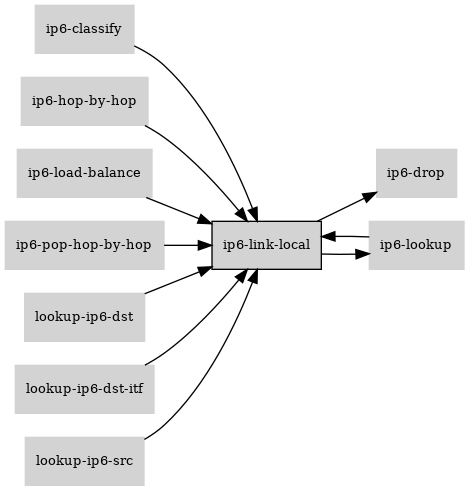 ip6-classify
ip6-hop-by-hop
ip6-load-balance
ip6-pop-hop-by-hop
lookup-ip6-dst
lookup-ip6-dst-itf
lookup-ip6-src
ip6-link-local
ip6-drop
ip6-lookup